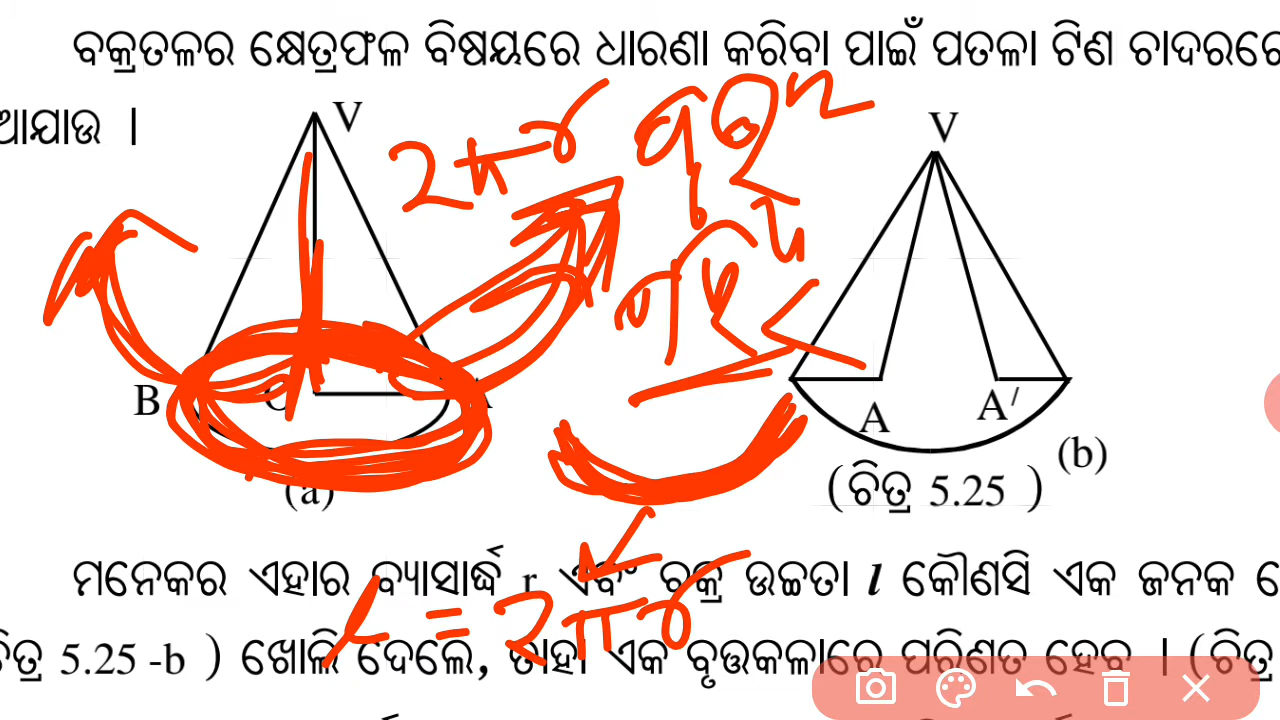 ବକ୍ରତଳର କ୍ଷେତ୍ରଫଳ ବିଷୟରେ ଧାରଣା କରିବା ପାଇଁ ପତଳା ଟିଣ ଚାଦରରେ
ଆଯାଉ ।
V
V
2πr
B
A
A
A′
(a)
(b)
(ଚିତ୍ର 5.25 )
ମନେକର ଏହାର ବ୍ୟାସାର୍ଦ୍ଧ r ଏବଂ ବକ୍ର ଉଚ୍ଚତା l କୌଣସି ଏକ ଜନକ
= 2πr
5.25 -b ) ଖୋଲି ଦେଲେ, ତାହା ଏକ ବୃତ୍ତକଳାରେ ପରିଣତ ହେବ । (ଚିତ୍ର